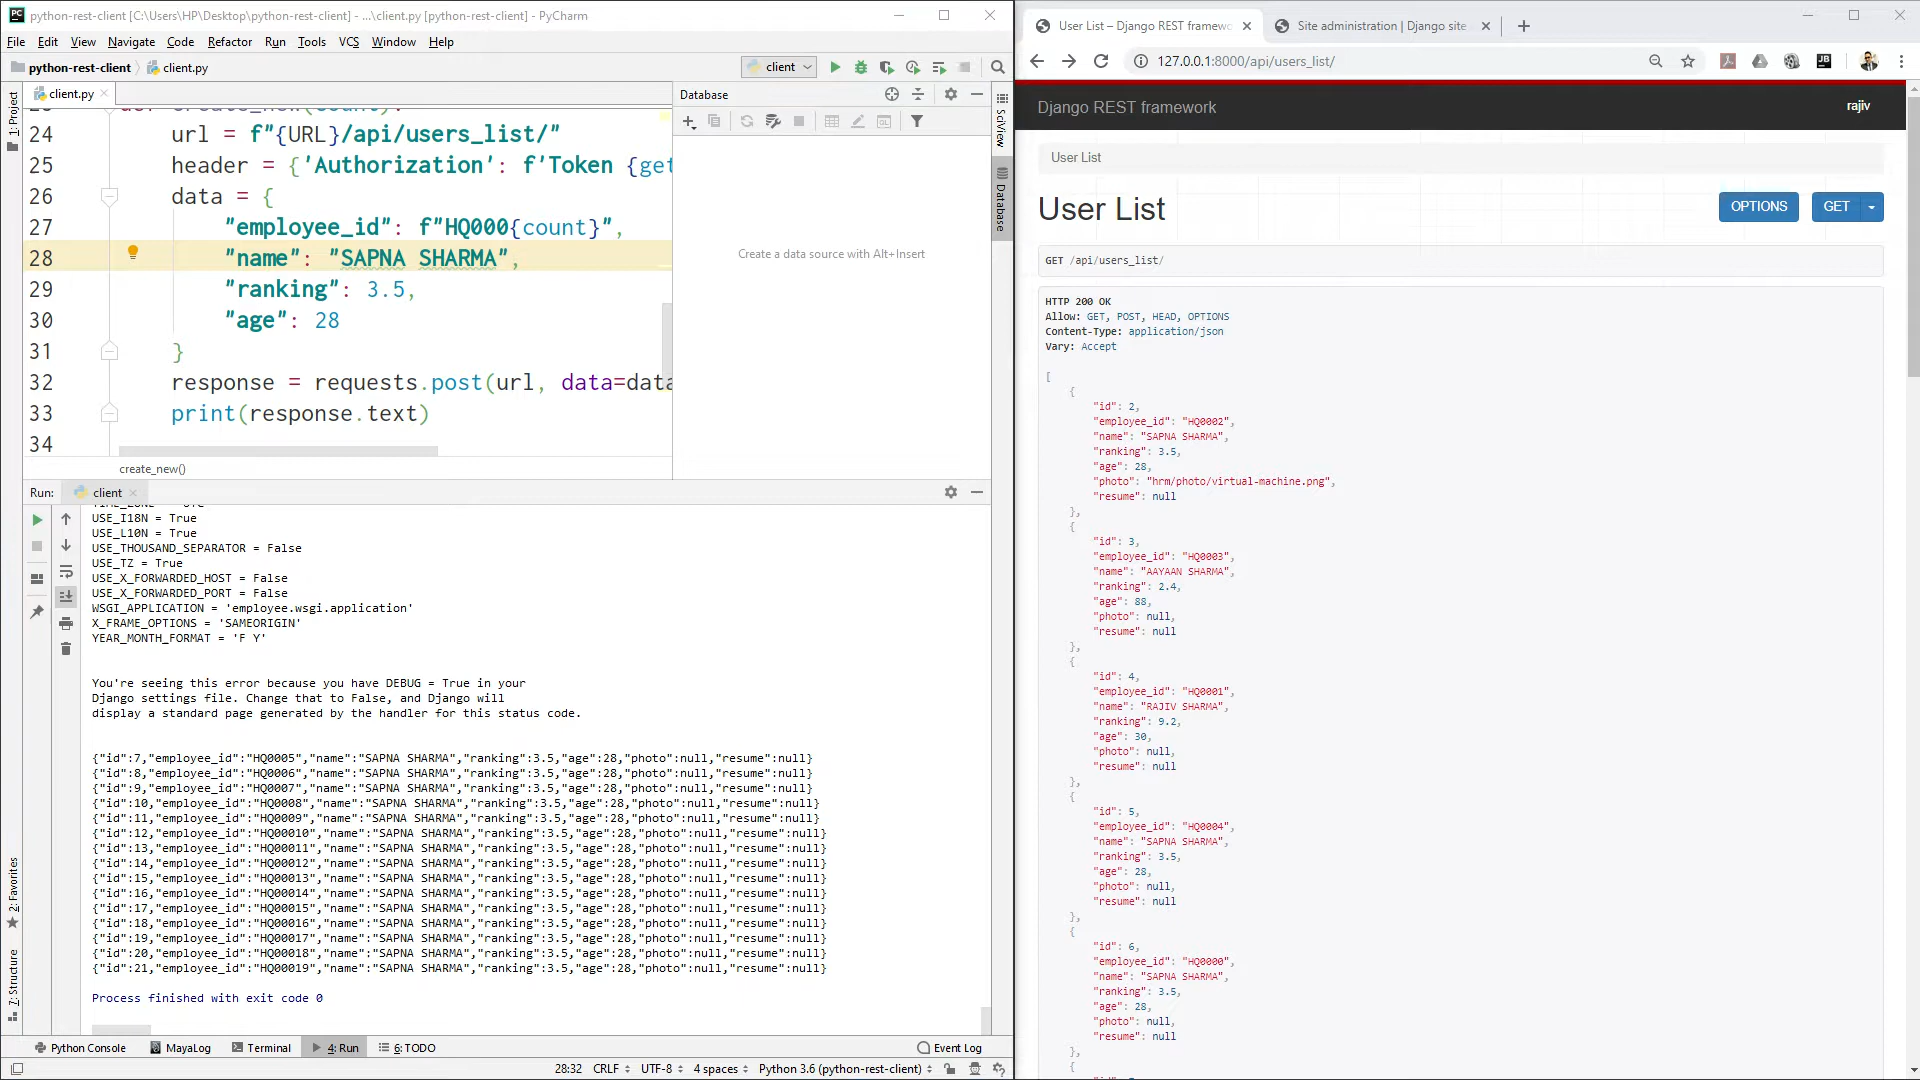 python-rest-client [C:\Users\HP\Desktop\python-rest-client] - ...\client.py [python-rest-client] - PyCharm
File Edit View Navigate Code Refactor Run Tools VCS Window Help
python-rest-client client.py
client
1: Project
client.py
24 url = f"{URL}/api/users_list/"
25 header = {'Authorization': f'Token {get
26 data = {
27 "employee_id": f"HQ000{count}",
28 "name": "SAPNA SHARMA",
29 "ranking": 3.5,
30 "age": 28
31 }
32 response = requests.post(url, data=data
33 print(response.text)
34
create_new()
Database
Create a data source with Alt+Insert
SciView
Database
Run: client
USE_I18N = True
USE_L10N = True
USE_THOUSAND_SEPARATOR = False
USE_TZ = True
USE_X_FORWARDED_HOST = False
USE_X_FORWARDED_PORT = False
WSGI_APPLICATION = 'employee.wsgi.application'
X_FRAME_OPTIONS = 'SAMEORIGIN'
YEAR_MONTH_FORMAT = 'F Y'
You're seeing this error because you have DEBUG = True in your
Django settings file. Change that to False, and Django will
display a standard page generated by the handler for this status code.
{"id":7,"employee_id":"HQ0005","name":"SAPNA SHARMA","ranking":3.5,"age":28,"photo":null,"resume":null}
{"id":8,"employee_id":"HQ0006","name":"SAPNA SHARMA","ranking":3.5,"age":28,"photo":null,"resume":null}
{"id":9,"employee_id":"HQ0007","name":"SAPNA SHARMA","ranking":3.5,"age":28,"photo":null,"resume":null}
{"id":10,"employee_id":"HQ0008","name":"SAPNA SHARMA","ranking":3.5,"age":28,"photo":null,"resume":null}
{"id":11,"employee_id":"HQ0009","name":"SAPNA SHARMA","ranking":3.5,"age":28,"photo":null,"resume":null}
{"id":12,"employee_id":"HQ00010","name":"SAPNA SHARMA","ranking":3.5,"age":28,"photo":null,"resume":null}
{"id":13,"employee_id":"HQ00011","name":"SAPNA SHARMA","ranking":3.5,"age":28,"photo":null,"resume":null}
{"id":14,"employee_id":"HQ00012","name":"SAPNA SHARMA","ranking":3.5,"age":28,"photo":null,"resume":null}
{"id":15,"employee_id":"HQ00013","name":"SAPNA SHARMA","ranking":3.5,"age":28,"photo":null,"resume":null}
{"id":16,"employee_id":"HQ00014","name":"SAPNA SHARMA","ranking":3.5,"age":28,"photo":null,"resume":null}
{"id":17,"employee_id":"HQ00015","name":"SAPNA SHARMA","ranking":3.5,"age":28,"photo":null,"resume":null}
{"id":18,"employee_id":"HQ00016","name":"SAPNA SHARMA","ranking":3.5,"age":28,"photo":null,"resume":null}
{"id":19,"employee_id":"HQ00017","name":"SAPNA SHARMA","ranking":3.5,"age":28,"photo":null,"resume":null}
{"id":20,"employee_id":"HQ00018","name":"SAPNA SHARMA","ranking":3.5,"age":28,"photo":null,"resume":null}
{"id":21,"employee_id":"HQ00019","name":"SAPNA SHARMA","ranking":3.5,"age":28,"photo":null,"resume":null}
Process finished with exit code 0
2: Favorites
7: Structure
Python Console MayaLog Terminal 4: Run 6: TODO Event Log
28:32 CRLF UTF-8 4 spaces Python 3.6 (python-rest-client)
User List – Django REST framewo Site administration | Django site
127.0.0.1:8000/api/users_list/
Django REST framework rajiv
User List
User List OPTIONS GET
GET /api/users_list/
HTTP 200 OK
Allow: GET, POST, HEAD, OPTIONS
Content-Type: application/json
Vary: Accept
[
{
"id": 2,
"employee_id": "HQ0002",
"name": "SAPNA SHARMA",
"ranking": 3.5,
"age": 28,
"photo": "hrm/photo/virtual-machine.png",
"resume": null
},
{
"id": 3,
"employee_id": "HQ0003",
"name": "AAYAAN SHARMA",
"ranking": 2.4,
"age": 88,
"photo": null,
"resume": null
},
{
"id": 4,
"employee_id": "HQ0001",
"name": "RAJIV SHARMA",
"ranking": 9.2,
"age": 30,
"photo": null,
"resume": null
},
{
"id": 5,
"employee_id": "HQ0004",
"name": "SAPNA SHARMA",
"ranking": 3.5,
"age": 28,
"photo": null,
"resume": null
},
{
"id": 6,
"employee_id": "HQ0000",
"name": "SAPNA SHARMA",
"ranking": 3.5,
"age": 28,
"photo": null,
"resume": null
},
{